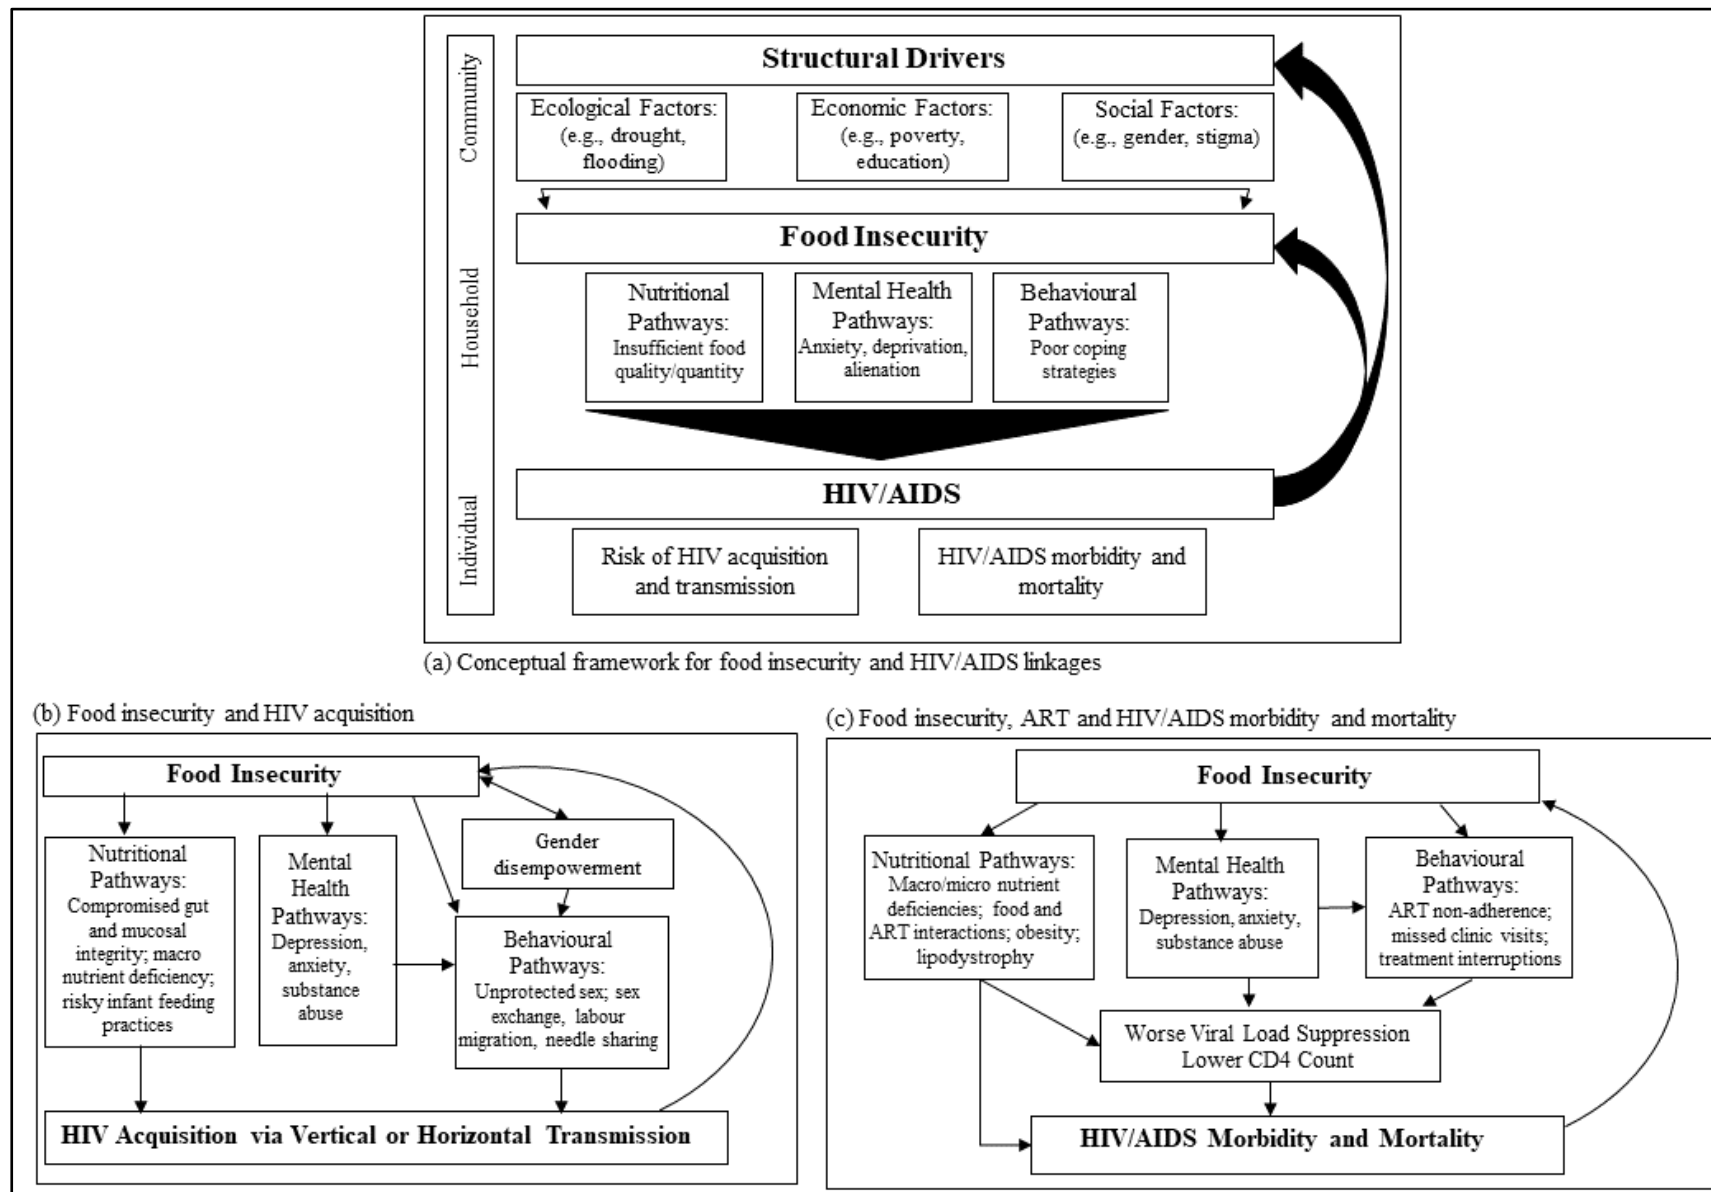 Community
Household
Individual
Structural Drivers
Ecological Factors:
(e.g., drought,
flooding)
Economic Factors:
(e.g., poverty,
education)
Social Factors:
(e.g., gender, stigma)
Food Insecurity
Nutritional
Pathways:
Insufficient food
quality/quantity
Mental Health
Pathways:
Anxiety, deprivation,
alienation
Behavioural
Pathways:
Poor coping
strategies
HIV/AIDS
Risk of HIV acquisition
and transmission
HIV/AIDS morbidity and
mortality
(a) Conceptual framework for food insecurity and HIV/AIDS linkages
(b) Food insecurity and HIV acquisition
Food Insecurity
Gender
disempowerment
Nutritional
Pathways:
Compromised gut
and mucosal
integrity; macro
nutrient deficiency;
risky infant feeding
practices
Mental
Health
Pathways:
Depression,
anxiety,
substance
abuse
Behavioural
Pathways:
Unprotected sex; sex
exchange, labour
migration, needle sharing
HIV Acquisition via Vertical or Horizontal Transmission
(c) Food insecurity, ART and HIV/AIDS morbidity and mortality
Food Insecurity
Nutritional Pathways:
Macro/micro nutrient
deficiencies; food and
ART interactions; obesity;
lipodystrophy
Mental Health
Pathways:
Depression, anxiety,
substance abuse
Behavioural
Pathways:
ART non-adherence;
missed clinic visits;
treatment interruptions
Worse Viral Load Suppression
Lower CD4 Count
HIV/AIDS Morbidity and Mortality